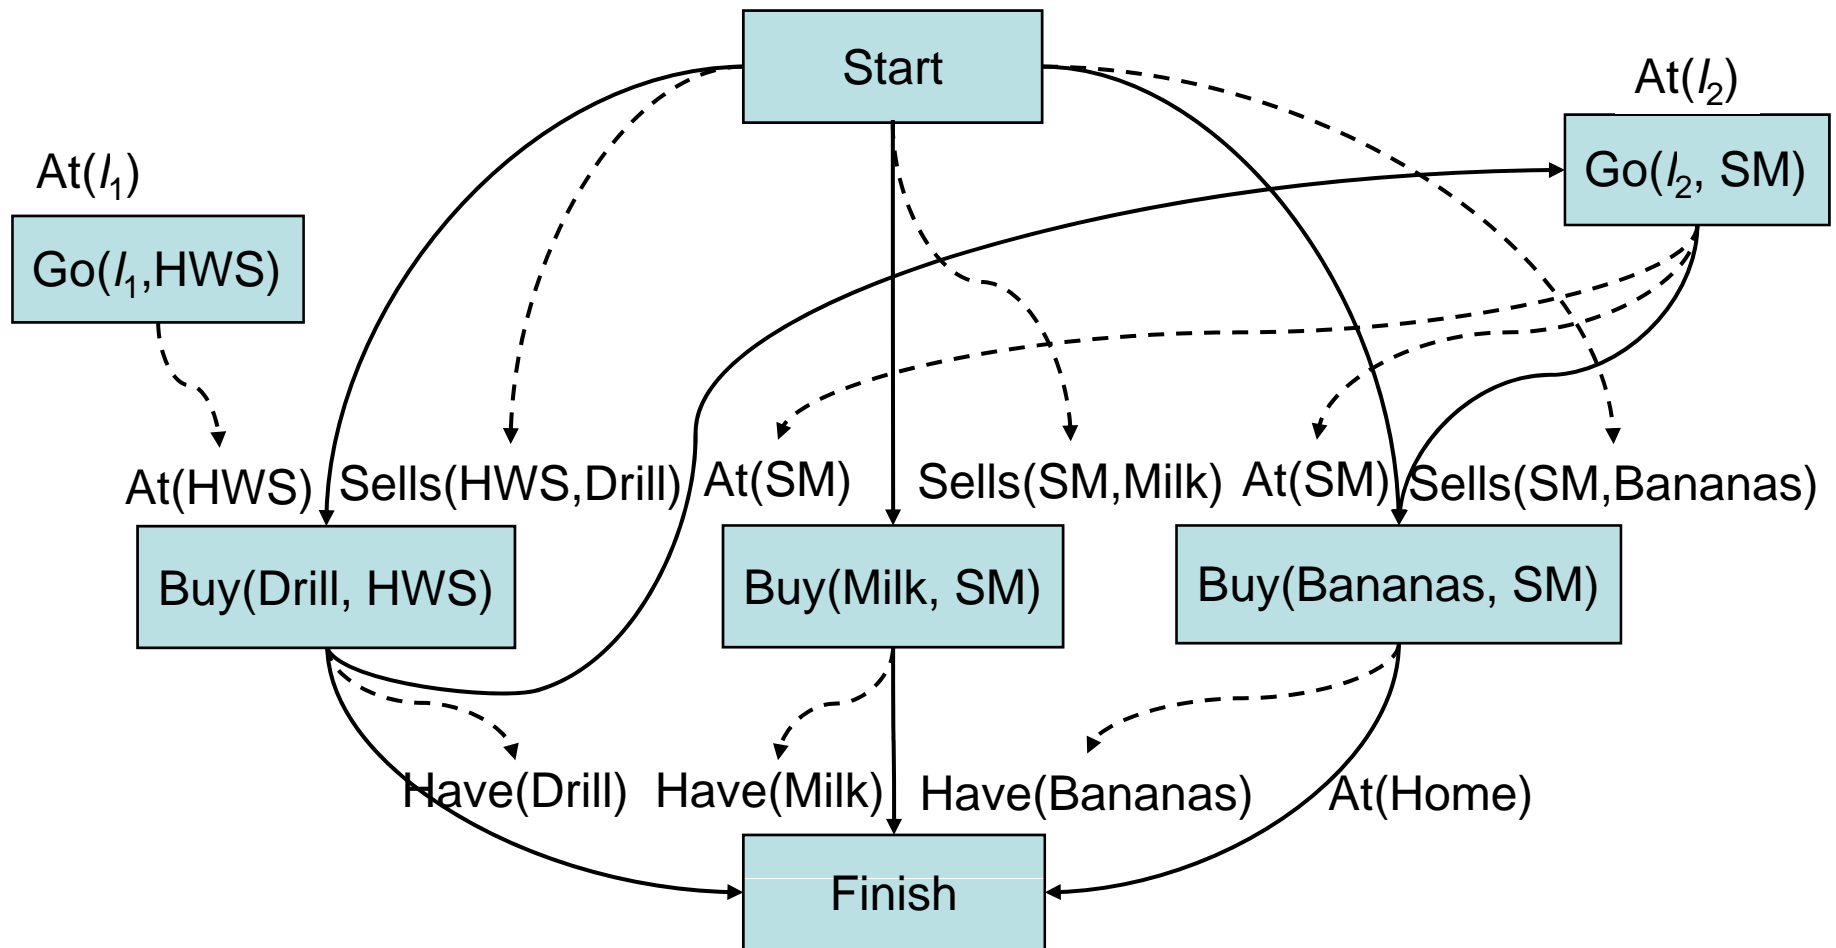 Start
At(l₂)
Go(l₂, SM)
At(l₁)
Go(l₁,HWS)
At(HWS)
Sells(HWS,Drill)
At(SM)
Sells(SM,Milk)
At(SM)
Sells(SM,Bananas)
Buy(Drill, HWS)
Buy(Milk, SM)
Buy(Bananas, SM)
Have(Drill)
Have(Milk)
Have(Bananas)
At(Home)
Finish